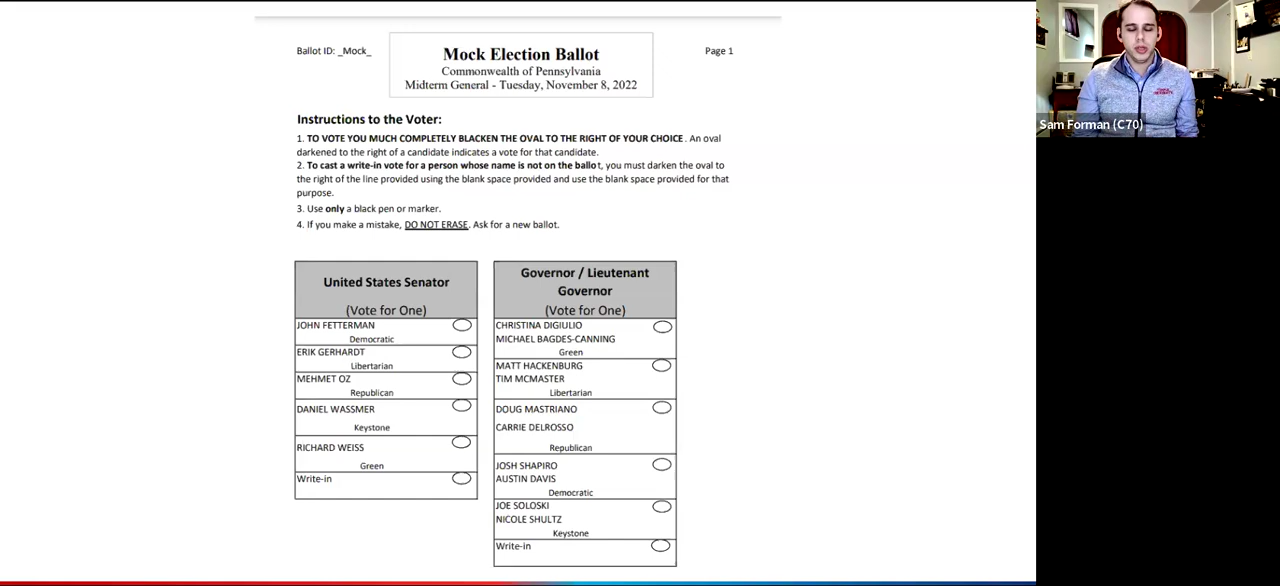 Ballot ID: _Mock_
Mock Election Ballot
Page 1
Commonwealth of Pennsylvania
Midterm General - Tuesday, November 8, 2022
Instructions to the Voter:
1. TO VOTE YOU MUCH COMPLETELY BLACKEN THE OVAL TO THE RIGHT OF YOUR CHOICE. An oval
darkened to the right of a candidate indicates a vote for that candidate.
2. To cast a write-in vote for a person whose name is not on the ballot, you must darken the oval to
the right of the line provided using the blank space provided and use the blank space provided for that
purpose.
3. Use only a black pen or marker.
4. If you make a mistake, DO NOT ERASE. Ask for a new ballot.
United States Senator
(Vote for One)
JOHN FETTERMAN
Democratic
ERIK GERHARDT
Libertarian
MEHMET OZ
Republican
DANIEL WASSMER
Keystone
RICHARD WEISS
Green
Write-in
Governor / Lieutenant
Governor
(Vote for One)
CHRISTINA DIGIULIO
MICHAEL BAGDES-CANNING
Green
MATT HACKENBURG
TIM MCMASTER
Libertarian
DOUG MASTRIANO
CARRIE DELROSSO
Republican
JOSH SHAPIRO
AUSTIN DAVIS
Democratic
JOE SOLOSKI
NICOLE SHULTZ
Keystone
Write-in
Sam Forman (C70)